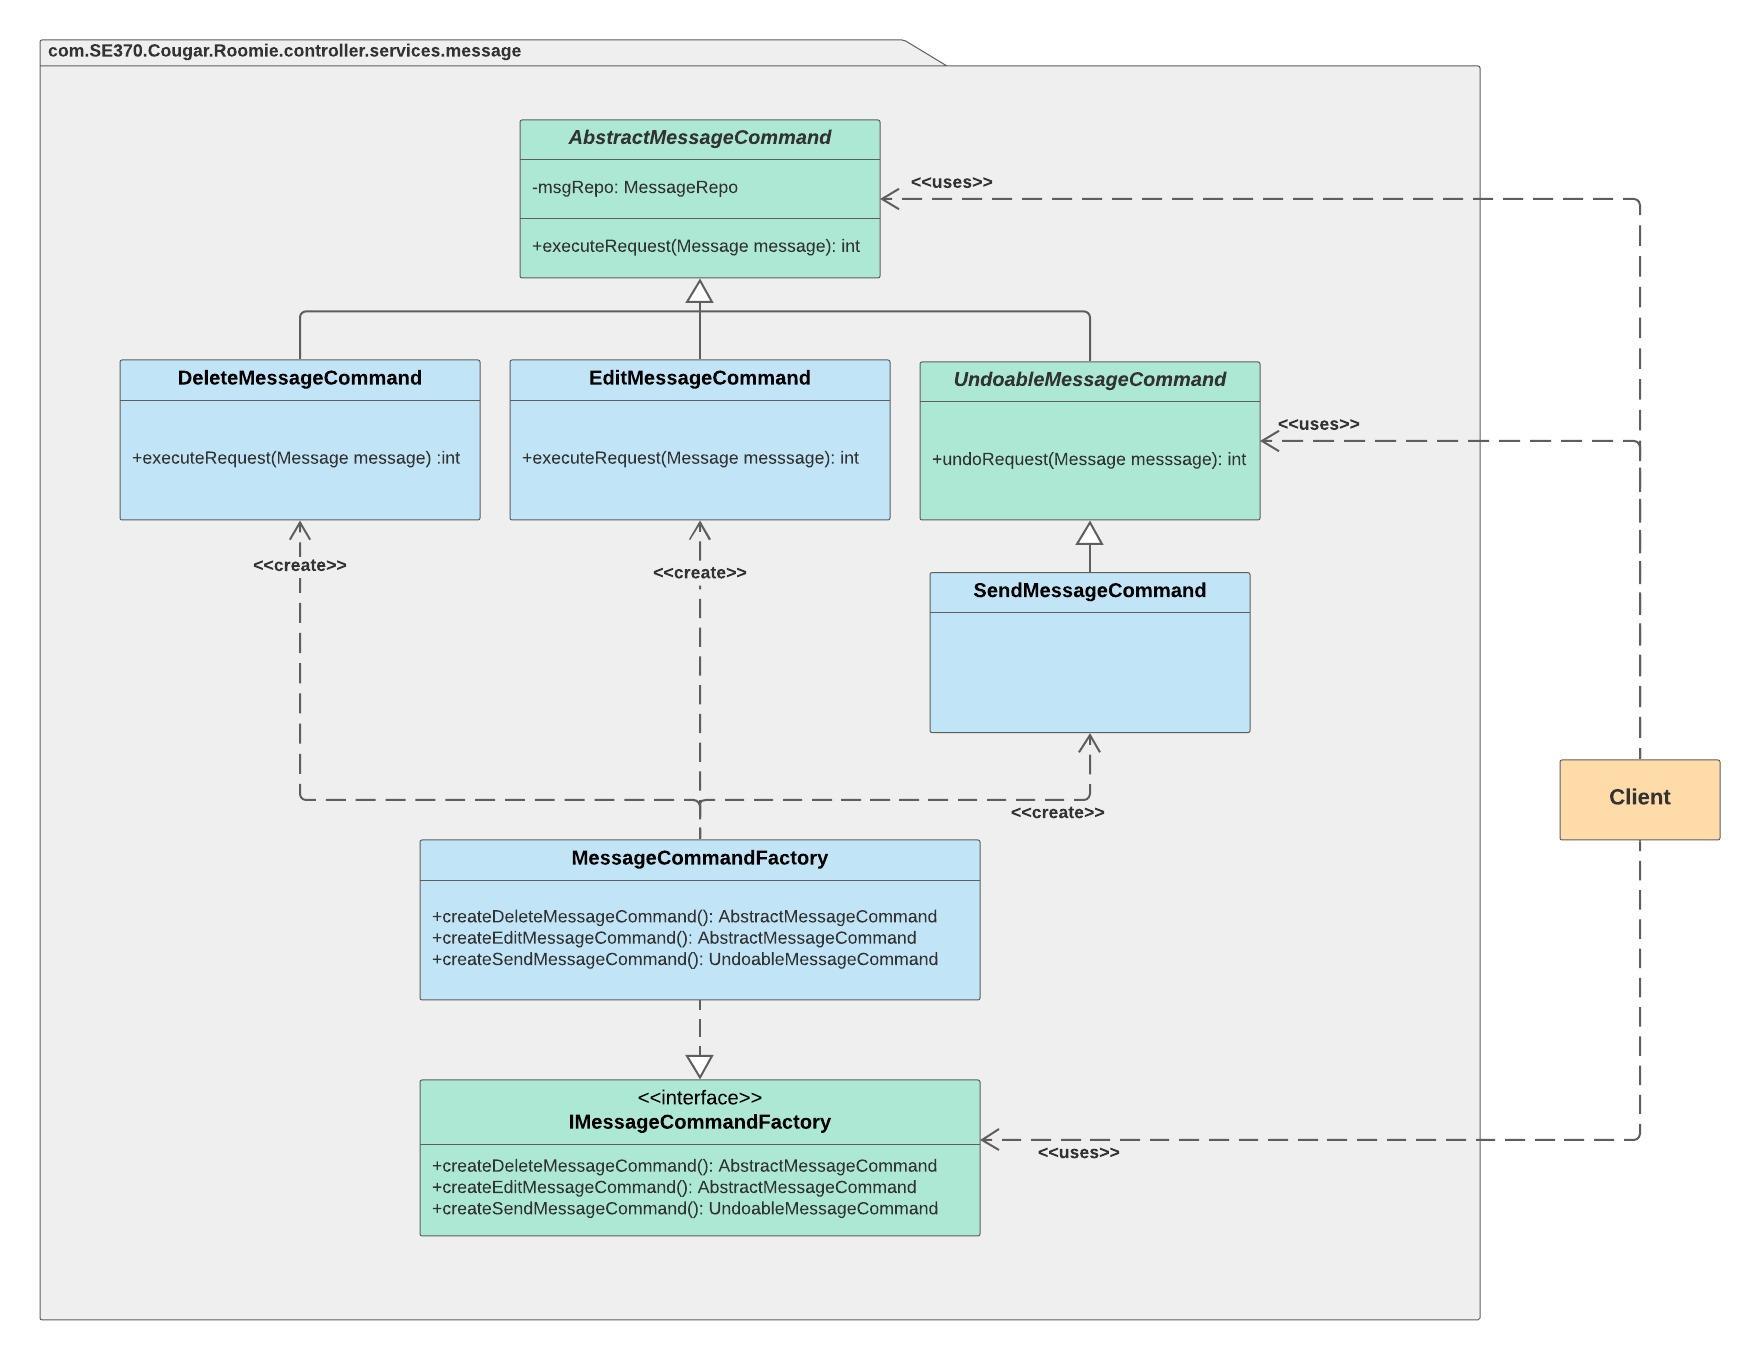 com.SE370.Cougar.Roomie.controller.services.message
AbstractMessageCommand
-msgRepo: MessageRepo
+executeRequest(Message message): int
<<uses>>
DeleteMessageCommand
+executeRequest(Message message) :int
EditMessageCommand
+executeRequest(Message messsage): int
UndoableMessageCommand
+undoRequest(Message messsage): int
<<uses>>
<<create>>
<<create>>
SendMessageCommand
<<create>>
Client
MessageCommandFactory
+createDeleteMessageCommand(): AbstractMessageCommand
+createEditMessageCommand(): AbstractMessageCommand
+createSendMessageCommand(): UndoableMessageCommand
<<interface>>
IMessageCommandFactory
+createDeleteMessageCommand(): AbstractMessageCommand
+createEditMessageCommand(): AbstractMessageCommand
+createSendMessageCommand(): UndoableMessageCommand
<<uses>>